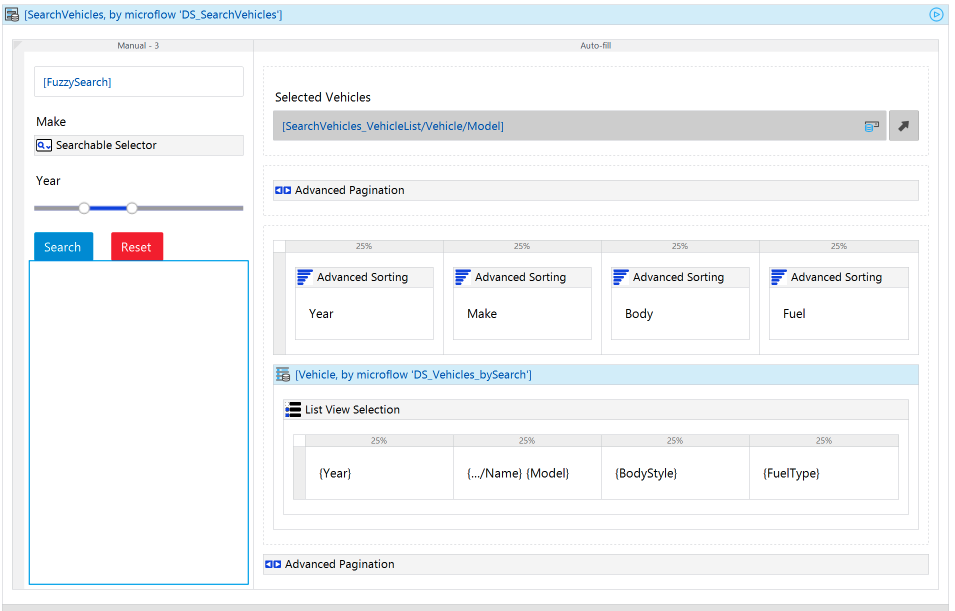 [SearchVehicles, by microflow 'DS_SearchVehicles']
Manual - 3
Auto-fill
[FuzzySearch]
Make
Searchable Selector
Year
Search
Reset
Selected Vehicles
[SearchVehicles_VehicleList/Vehicle/Model]
Advanced Pagination
25%
25%
25%
25%
Advanced Sorting
Advanced Sorting
Advanced Sorting
Advanced Sorting
Year
Make
Body
Fuel
[Vehicle, by microflow 'DS_Vehicles_bySearch']
List View Selection
25%
25%
25%
25%
{Year}
{.../Name} {Model}
{BodyStyle}
{FuelType}
Advanced Pagination